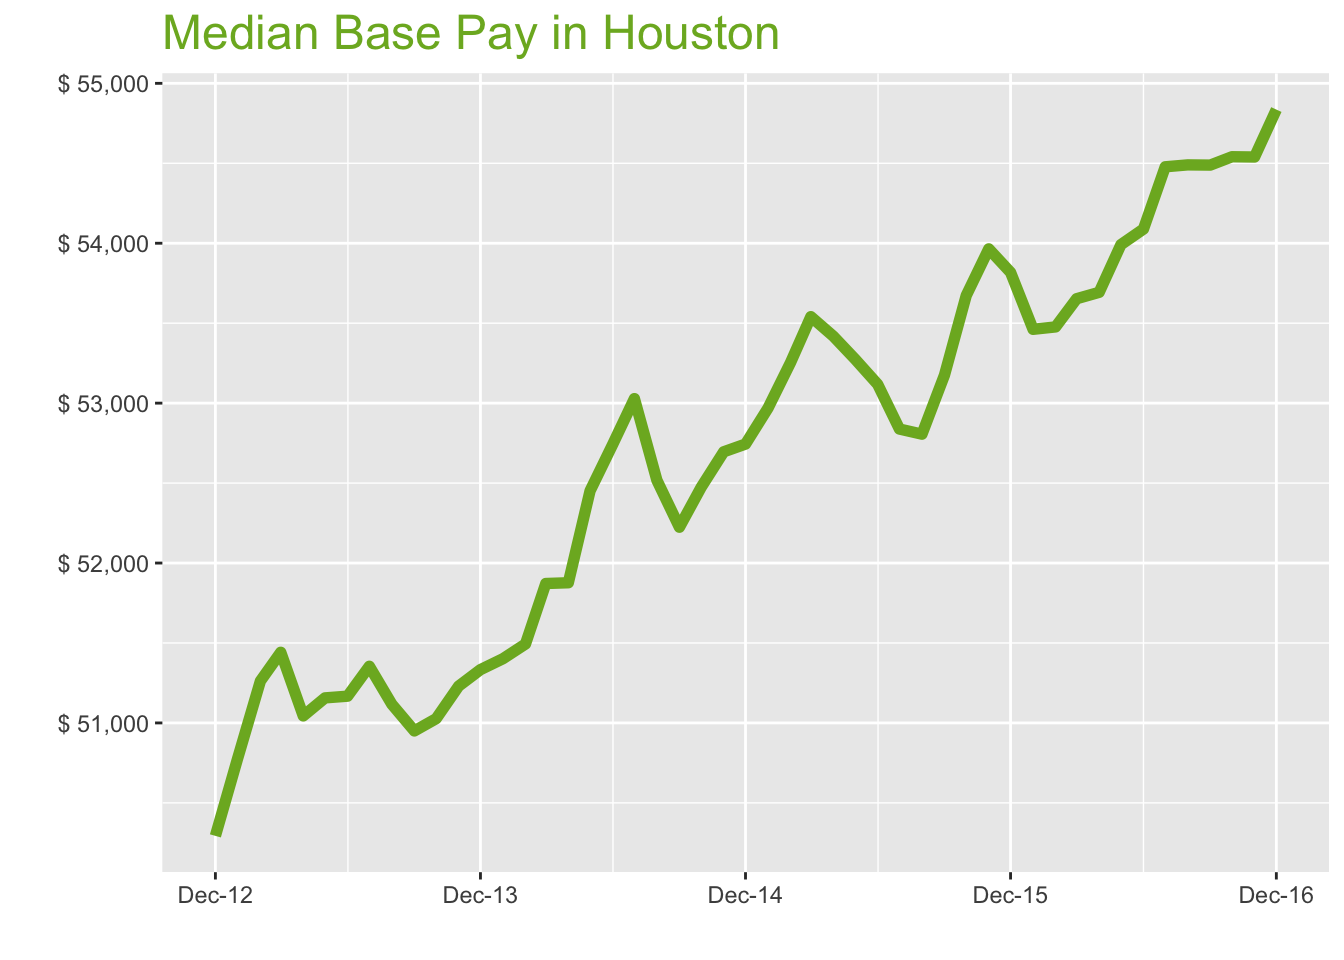 Median Base Pay in Houston
$ 55,000
$ 54,000
$ 53,000
$ 52,000
$ 51,000
Dec-12 Dec-13 Dec-14 Dec-15 Dec-16